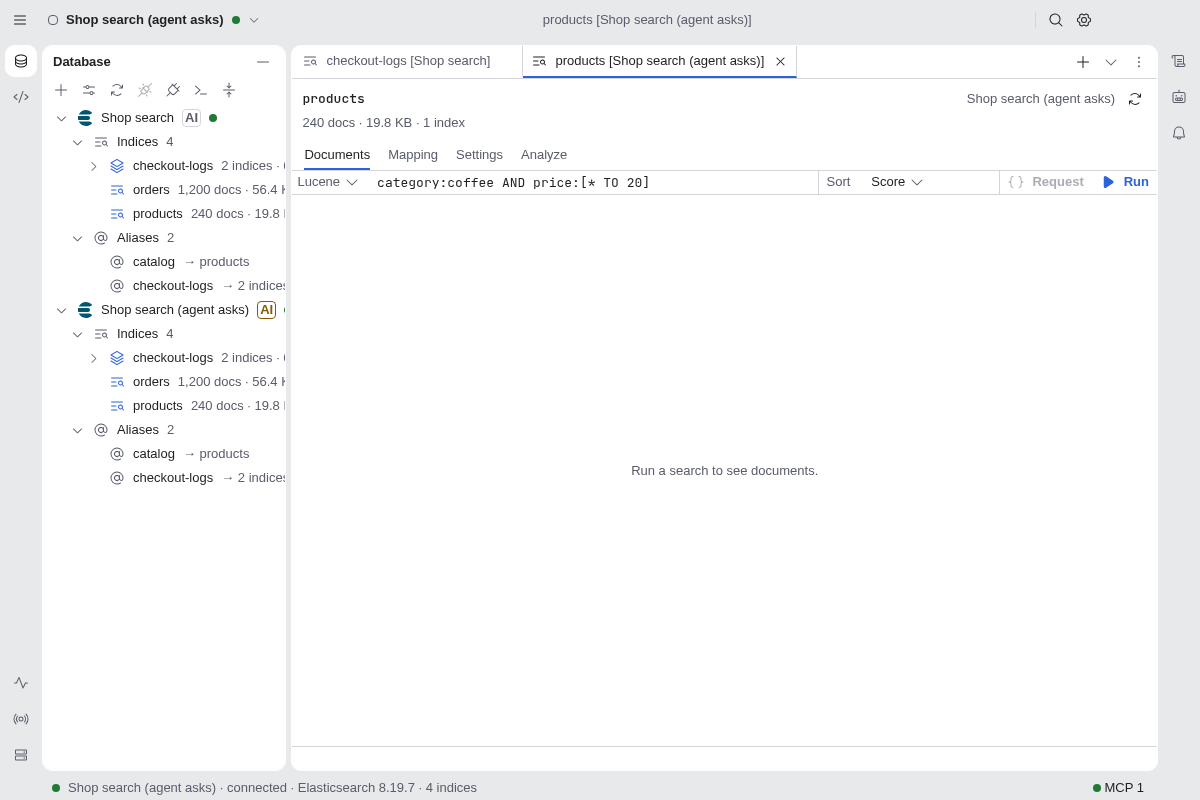 Shop search (agent asks)
products [Shop search (agent asks)]
Database
Shop search AI
Indices 4
checkout-logs 2 indices ·
orders 1,200 docs · 56.4 K
products 240 docs · 19.8
Aliases 2
catalog → products
checkout-logs → 2 indices
Shop search (agent asks) AI
Indices 4
checkout-logs 2 indices ·
orders 1,200 docs · 56.4 K
products 240 docs · 19.8
Aliases 2
catalog → products
checkout-logs → 2 indices
checkout-logs [Shop search]
products [Shop search (agent asks)]
products
Shop search (agent asks)
240 docs · 19.8 KB · 1 index
Documents Mapping Settings Analyze
Lucene category:coffee AND price:[* TO 20] Sort Score { } Request Run
Run a search to see documents.
Shop search (agent asks) · connected · Elasticsearch 8.19.7 · 4 indices
MCP 1